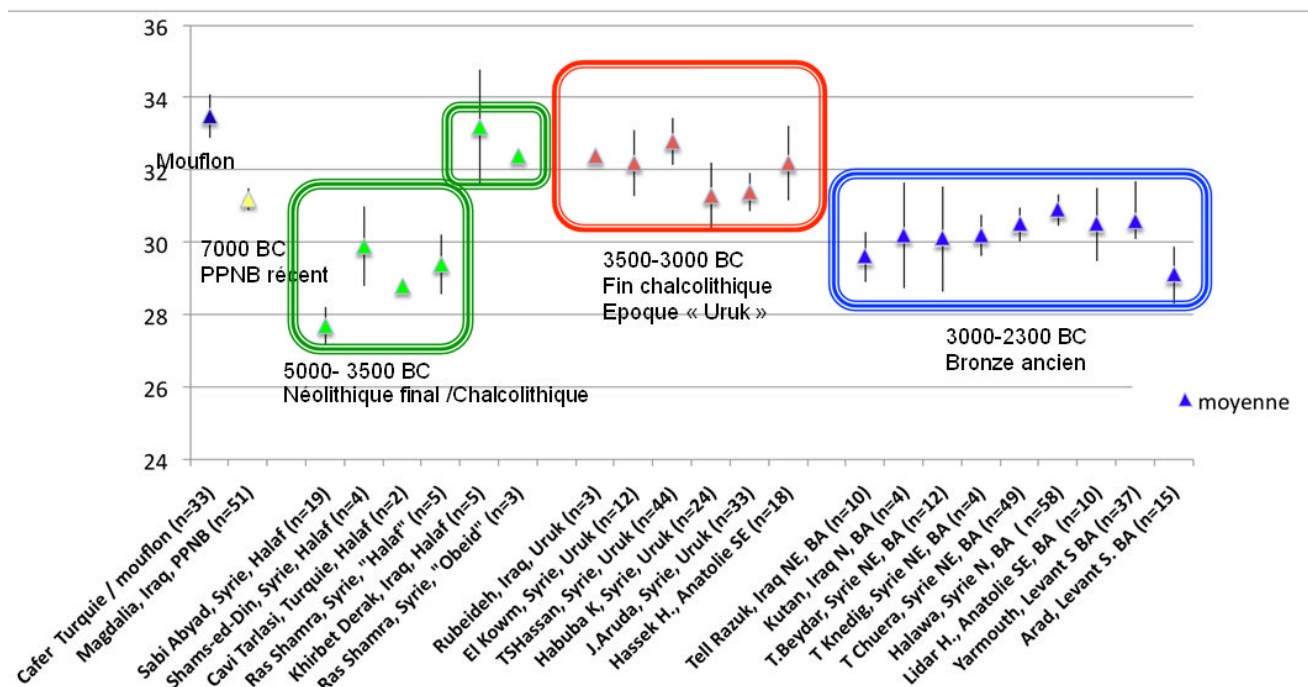 36
34
32
30
28
26
24
Mouflon
7000 BC
PPNB récent
5000- 3500 BC
Néolithique final /Chalcolithique
3500-3000 BC
Fin chalcolithique
Epoque « Uruk »
3000-2300 BC
Bronze ancien
moyenne
Cafer Turquie / mouflon (n=33)
Magdalia, Iraq, PPNB (n=51)
Sabi Abyad, Syrie, Halaf (n=19)
Shams-ed-Din, Syrie, Halaf (n=4)
Cavi Tarlasi, Turquie, Halaf (n=2)
Ras Shamra, Syrie, "Halaf" (n=5)
Khirbet Derak, Iraq, Halaf (n=5)
Ras Shamra, Syrie, "Obeid" (n=3)
Rubeideh, Iraq, Uruk (n=3)
El Kowm, Syrie, Uruk (n=12)
TSHassan, Syrie, Uruk (n=44)
Habuba K, Syrie, Uruk (n=24)
J.Aruda, Syrie, Uruk (n=33)
Hassek H., Anatolie SE (n=18)
Tell Razuk, Iraq NE, BA (n=10)
Kutan, Iraq N, BA (n=4)
T.Beydar, Syrie NE, BA (n=12)
T Knedig, Syrie NE, BA (n=4)
T Chuera, Syrie NE, BA (n=49)
Halawa, Syrie N, BA ( n=58)
Lidar H., Anatolie SE, BA (n=10)
Yarmouth, Levant S BA (n=37)
Arad, Levant S. BA (n=15)